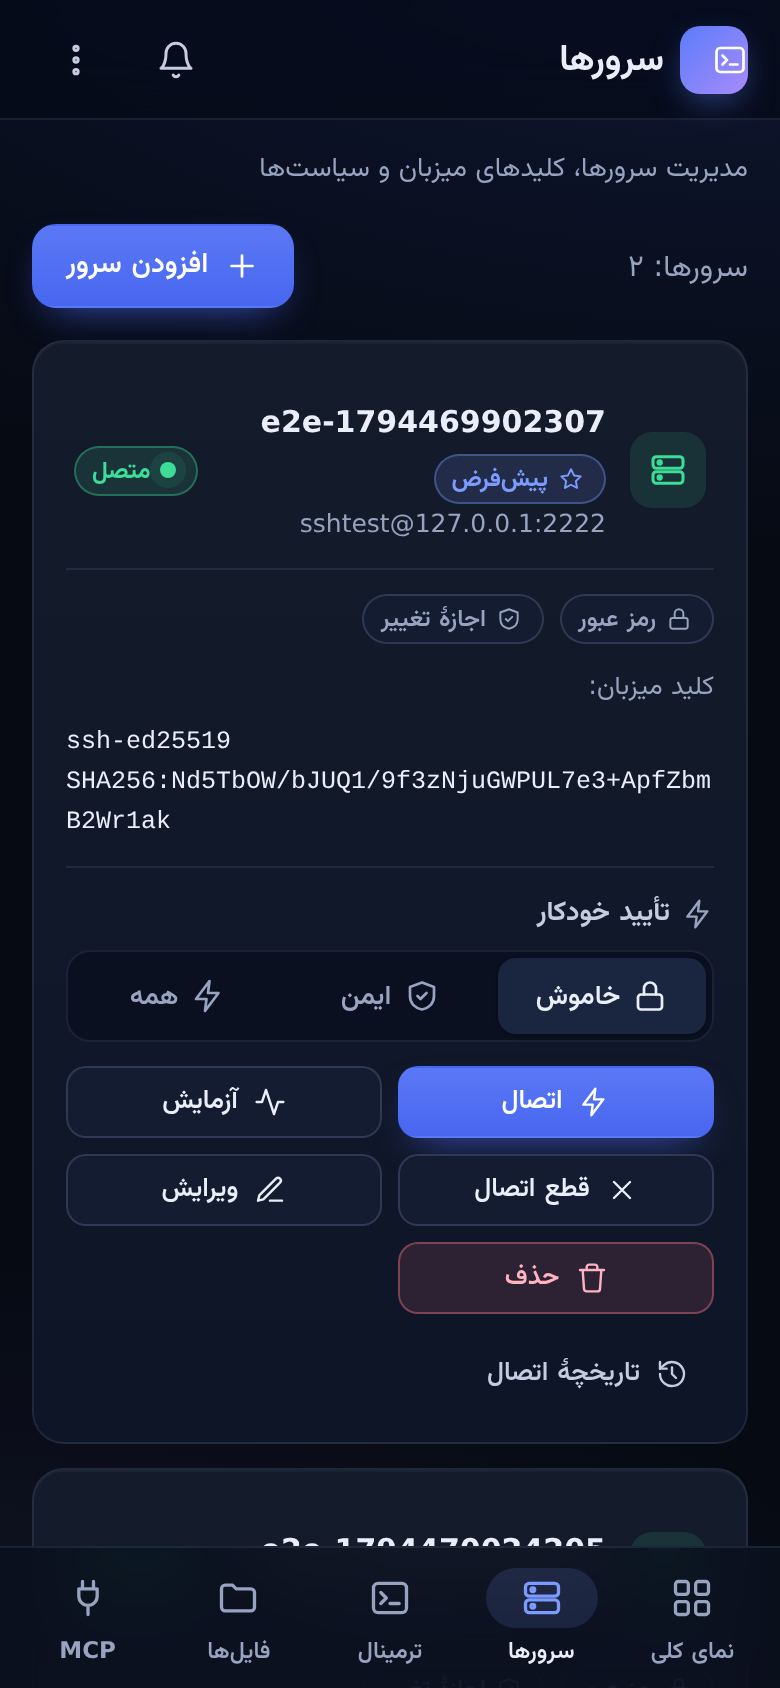 سرورها
مدیریت سرورها، کلیدهای میزبان و سیاست‌ها
سرورها: ۲
افزودن سرور
e2e-1794469902307
پیش‌فرض
متصل
sshtest@127.0.0.1:2222
رمز عبور
اجازهٔ تغییر
کلید میزبان:
ssh-ed25519
SHA256:Nd5TbOW/bJUQ1/9f3zNjuGWPUL7e3+ApfZbm
B2Wr1ak
تأیید خودکار
خاموش
ایمن
همه
اتصال
آزمایش
قطع اتصال
ویرایش
حذف
تاریخچهٔ اتصال
نمای کلی
سرورها
ترمینال
فایل‌ها
MCP